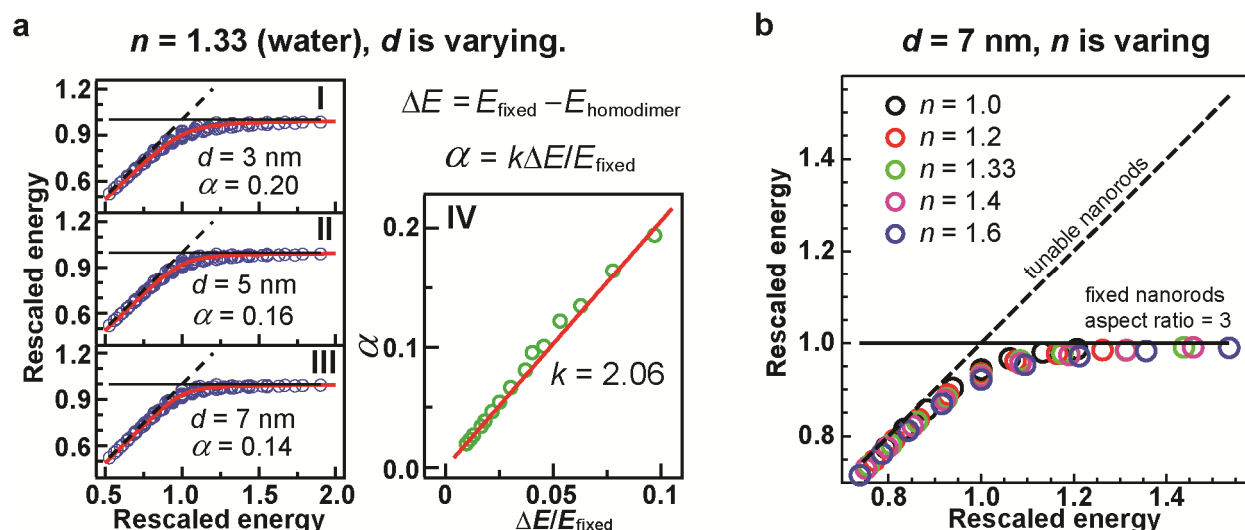 a
n = 1.33 (water), d is varying.
Rescaled energy
1.2
0.9
0.6
I
d = 3 nm
α = 0.20
1.2
0.9
0.6
II
d = 5 nm
α = 0.16
1.2
0.9
0.6
III
d = 7 nm
α = 0.14
0.5 1.0 1.5 2.0
Rescaled energy
ΔE = E_fixed − E_homodimer
α = kΔE/E_fixed
IV
α
0.2
0.1
0.0
k = 2.06
0 0.05 0.1
ΔE/E_fixed
b
d = 7 nm, n is varing
Rescaled energy
1.4
1.2
1.0
0.8
n = 1.0
n = 1.2
n = 1.33
n = 1.4
n = 1.6
tunable nanorods
fixed nanorods
aspect ratio = 3
0.8 1.0 1.2 1.4
Rescaled energy